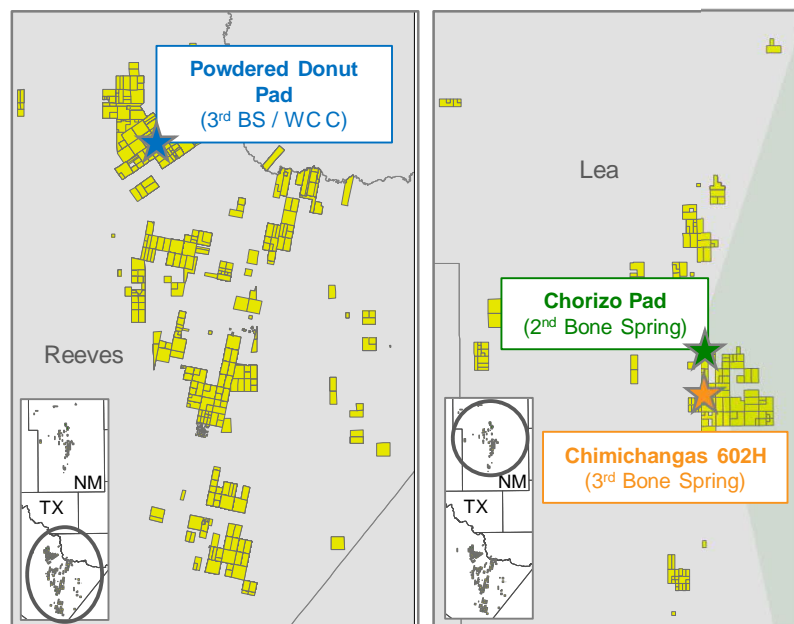 Powdered Donut
Pad
(3rd BS / WC C)
Reeves
NM
TX
Lea
Chorizo Pad
(2nd Bone Spring)
Chimichangas 602H
(3rd Bone Spring)
NM
TX